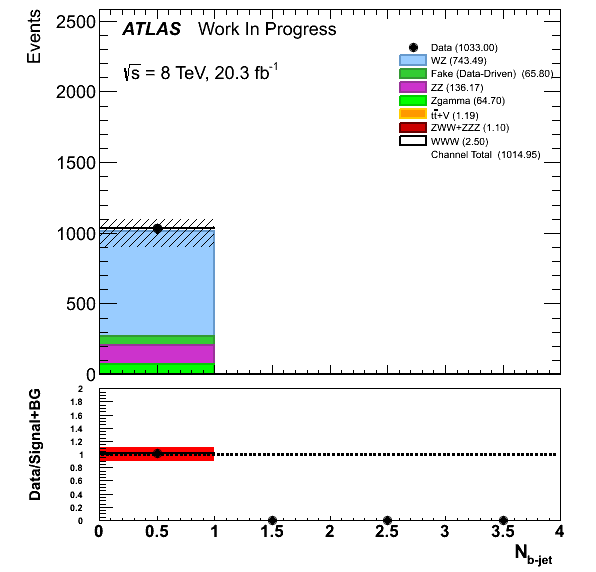 Events
2500
2000
1500
1000
500
0
ATLAS Work In Progress
√s = 8 TeV, 20.3 fb⁻¹
Data (1033.00)
WZ (743.49)
Fake (Data-Driven) (65.80)
ZZ (136.17)
Zgamma (64.70)
tt̄+V (1.19)
ZWW+ZZZ (1.10)
WWW (2.50)
Channel Total (1014.95)
Data/Signal+BG
2
1.8
1.6
1.4
1.2
1
0.8
0.6
0.4
0.2
0
0 0.5 1 1.5 2 2.5 3 3.5 4
N_b-jet